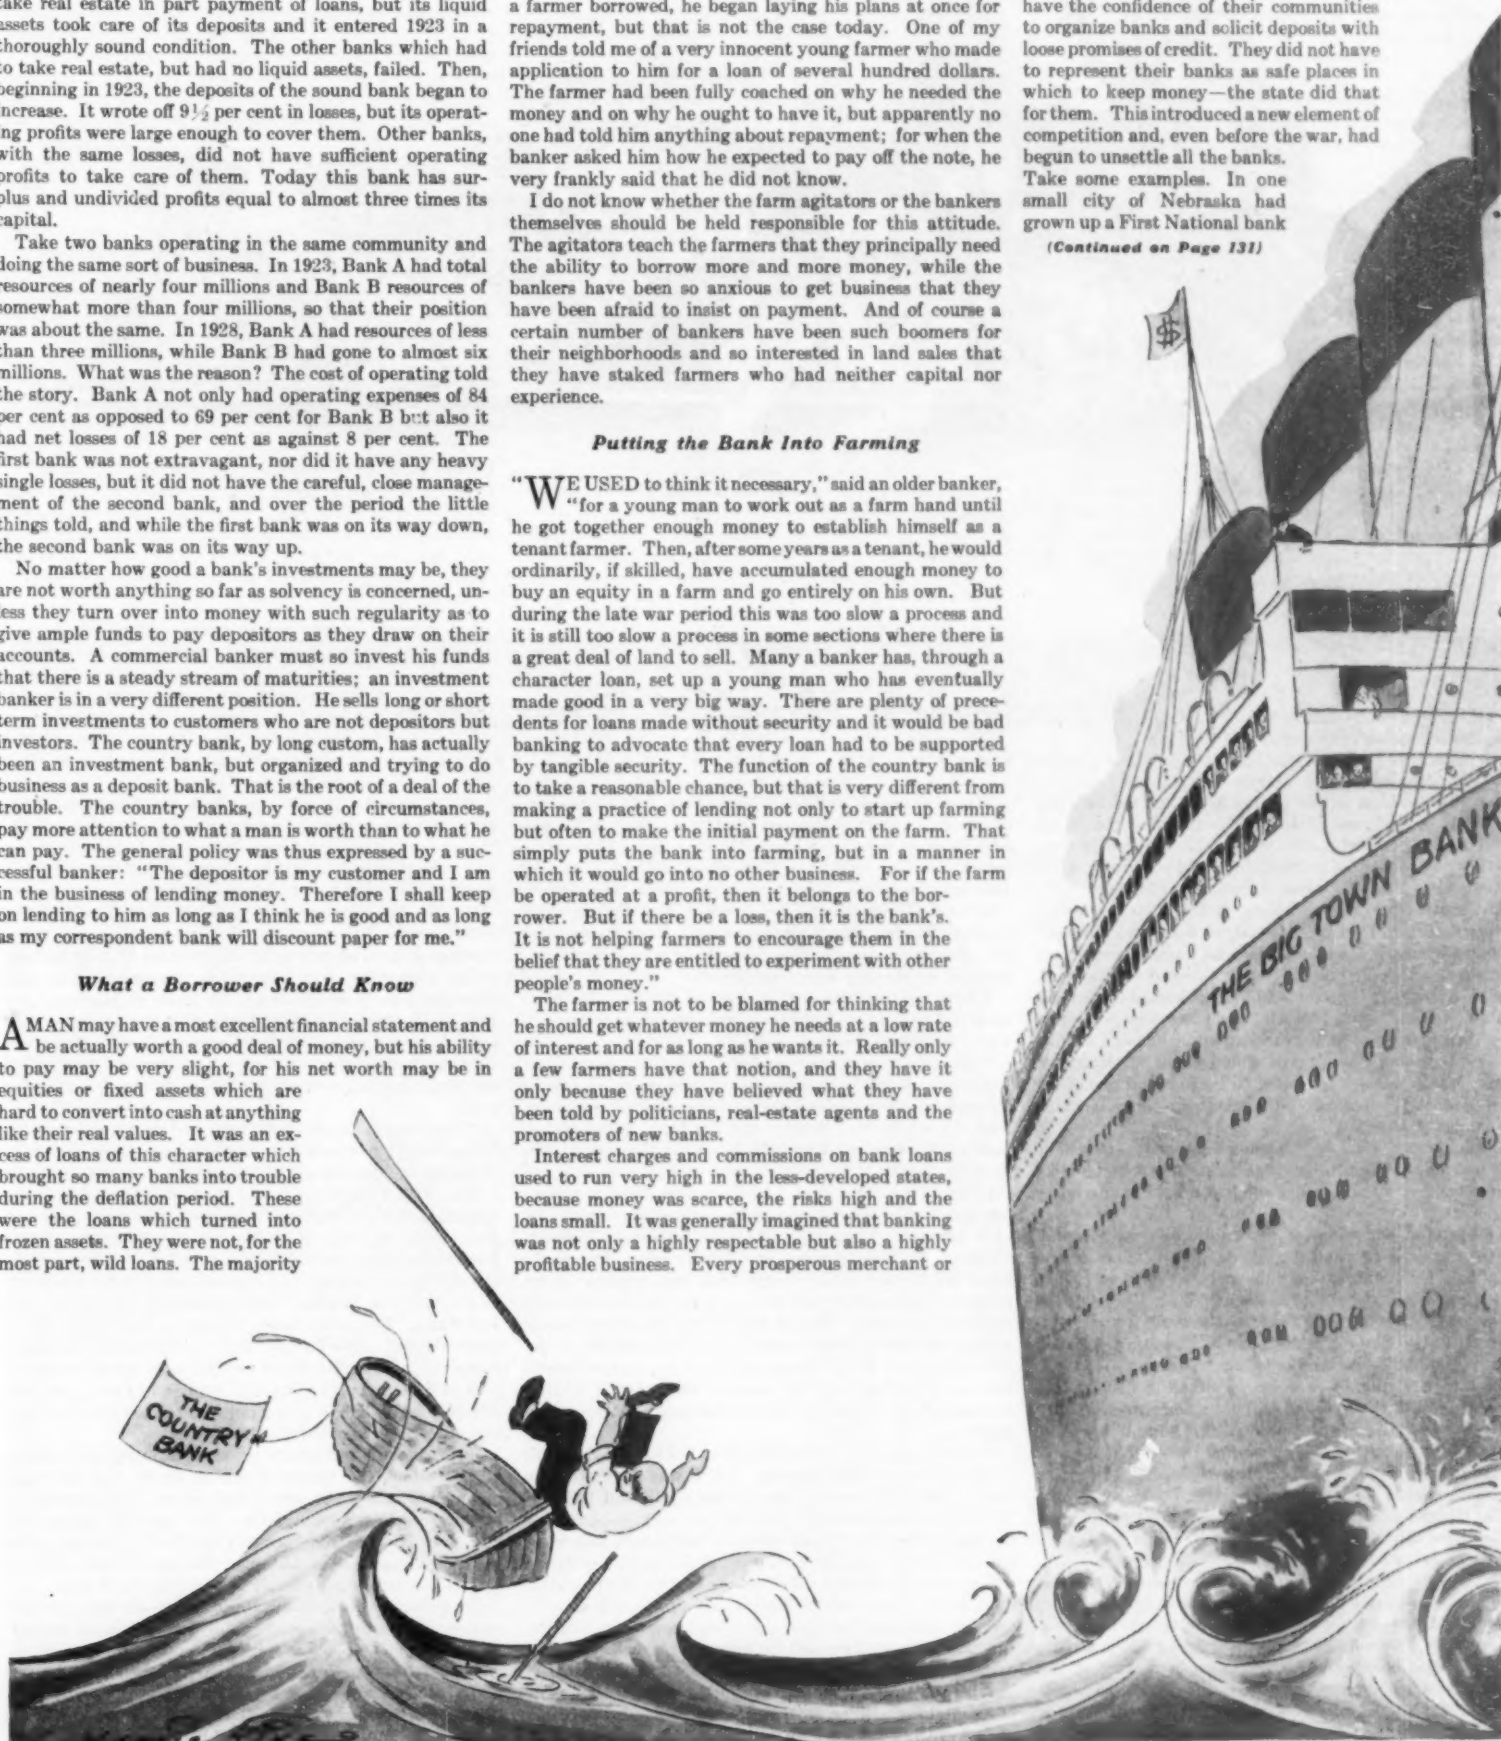 take real estate in part payment of loans, but its liquid
assets took care of its deposits and it entered 1923 in a
thoroughly sound condition. The other banks which had
to take real estate, but had no liquid assets, failed. Then,
beginning in 1923, the deposits of the sound bank began to
increase. It wrote off 9½ per cent in losses, but its operat-
ing profits were large enough to cover them. Other banks,
with the same losses, did not have sufficient operating
profits to take care of them. Today this bank has sur-
plus and undivided profits equal to almost three times its
capital.
Take two banks operating in the same community and
doing the same sort of business. In 1923, Bank A had total
resources of nearly four millions and Bank B resources of
somewhat more than four millions, so that their position
was about the same. In 1928, Bank A had resources of less
than three millions, while Bank B had gone to almost six
millions. What was the reason? The cost of operating told
the story. Bank A not only had operating expenses of 84
per cent as opposed to 69 per cent for Bank B but also it
had net losses of 18 per cent as against 8 per cent. The
first bank was not extravagant, nor did it have any heavy
single losses, but it did not have the careful, close manage-
ment of the second bank, and over the period the little
things told, and while the first bank was on its way down,
the second bank was on its way up.
No matter how good a bank's investments may be, they
are not worth anything so far as solvency is concerned, un-
less they turn over into money with such regularity as to
give ample funds to pay depositors as they draw on their
accounts. A commercial banker must so invest his funds
that there is a steady stream of maturities; an investment
banker is in a very different position. He sells long or short
term investments to customers who are not depositors but
investors. The country bank, by long custom, has actually
been an investment bank, but organized and trying to do
business as a deposit bank. That is the root of a deal of the
trouble. The country banks, by force of circumstances,
pay more attention to what a man is worth than to what he
can pay. The general policy was thus expressed by a suc-
cessful banker: "The depositor is my customer and I am
in the business of lending money. Therefore I shall keep
on lending to him as long as I think he is good and as long
as my correspondent bank will discount paper for me."
What a Borrower Should Know
A MAN may have a most excellent financial statement and
be actually worth a good deal of money, but his ability
to pay may be very slight, for his net worth may be in
equities or fixed assets which are
hard to convert into cash at anything
like their real values. It was an ex-
cess of loans of this character which
brought so many banks into trouble
during the deflation period. These
were the loans which turned into
frozen assets. They were not, for the
most part, wild loans. The majority
a farmer borrowed, he began laying his plans at once for
repayment, but that is not the case today. One of my
friends told me of a very innocent young farmer who made
application to him for a loan of several hundred dollars.
The farmer had been fully coached on why he needed the
money and on why he ought to have it, but apparently no
one had told him anything about repayment; for when the
banker asked him how he expected to pay off the note, he
very frankly said that he did not know.
I do not know whether the farm agitators or the bankers
themselves should be held responsible for this attitude.
The agitators teach the farmers that they principally need
the ability to borrow more and more money, while the
bankers have been so anxious to get business that they
have been afraid to insist on payment. And of course a
certain number of bankers have been such boomers for
their neighborhoods and so interested in land sales that
they have staked farmers who had neither capital nor
experience.
Putting the Bank Into Farming
"WE USED to think it necessary," said an older banker,
"for a young man to work out as a farm hand until
he got together enough money to establish himself as a
tenant farmer. Then, after some years as a tenant, he would
ordinarily, if skilled, have accumulated enough money to
buy an equity in a farm and go entirely on his own. But
during the late war period this was too slow a process and
it is still too slow a process in some sections where there is
a great deal of land to sell. Many a banker has, through a
character loan, set up a young man who has eventually
made good in a very big way. There are plenty of prece-
dents for loans made without security and it would be bad
banking to advocate that every loan had to be supported
by tangible security. The function of the country bank is
to take a reasonable chance, but that is very different from
making a practice of lending not only to start up farming
but often to make the initial payment on the farm. That
simply puts the bank into farming, but in a manner in
which it would go into no other business. For if the farm
be operated at a profit, then it belongs to the bor-
rower. But if there be a loss, then it is the bank's.
It is not helping farmers to encourage them in the
belief that they are entitled to experiment with other
people's money."
The farmer is not to be blamed for thinking that
he should get whatever money he needs at a low rate
of interest and for as long as he wants it. Really only
a few farmers have that notion, and they have it
only because they have believed what they have
been told by politicians, real-estate agents and the
promoters of new banks.
Interest charges and commissions on bank loans
used to run very high in the less-developed states,
because money was scarce, the risks high and the
loans small. It was generally imagined that banking
was not only a highly respectable but also a highly
profitable business. Every prosperous merchant or
have the confidence of their communities
to organize banks and solicit deposits with
loose promises of credit. They did not have
to represent their banks as safe places in
which to keep money—the state did that
for them. This introduced a new element of
competition and, even before the war, had
begun to unsettle all the banks.
Take some examples. In one
small city of Nebraska had
grown up a First National bank
(Continued on Page 131)
$
THE BIG TOWN BANK
THE
COUNTRY
BANK